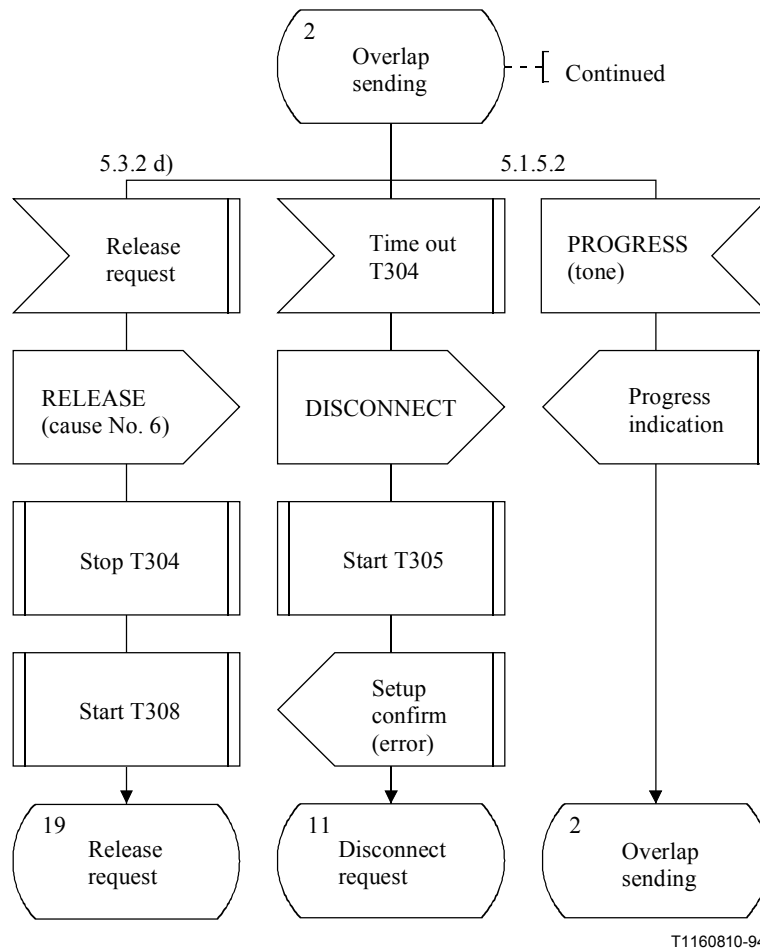 2
Overlap
sending
Continued
5.3.2 d)
5.1.5.2
Release
request
Time out
T304
PROGRESS
(tone)
RELEASE
(cause No. 6)
DISCONNECT
Progress
indication
Stop T304
Start T305
Start T308
Setup
confirm
(error)
19
Release
request
11
Disconnect
request
2
Overlap
sending
T1160810-94